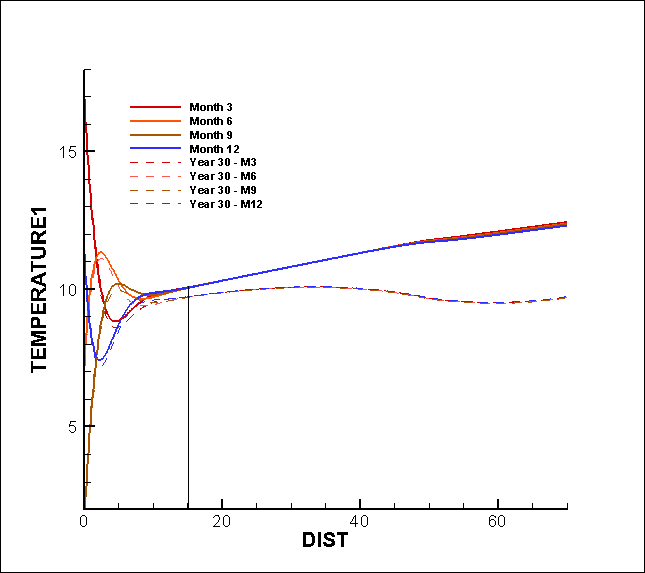 Month 3
Month 6
Month 9
Month 12
Year 30 - M3
Year 30 - M6
Year 30 - M9
Year 30 - M12
TEMPERATURE1
15
10
5
0
20
40
60
DIST